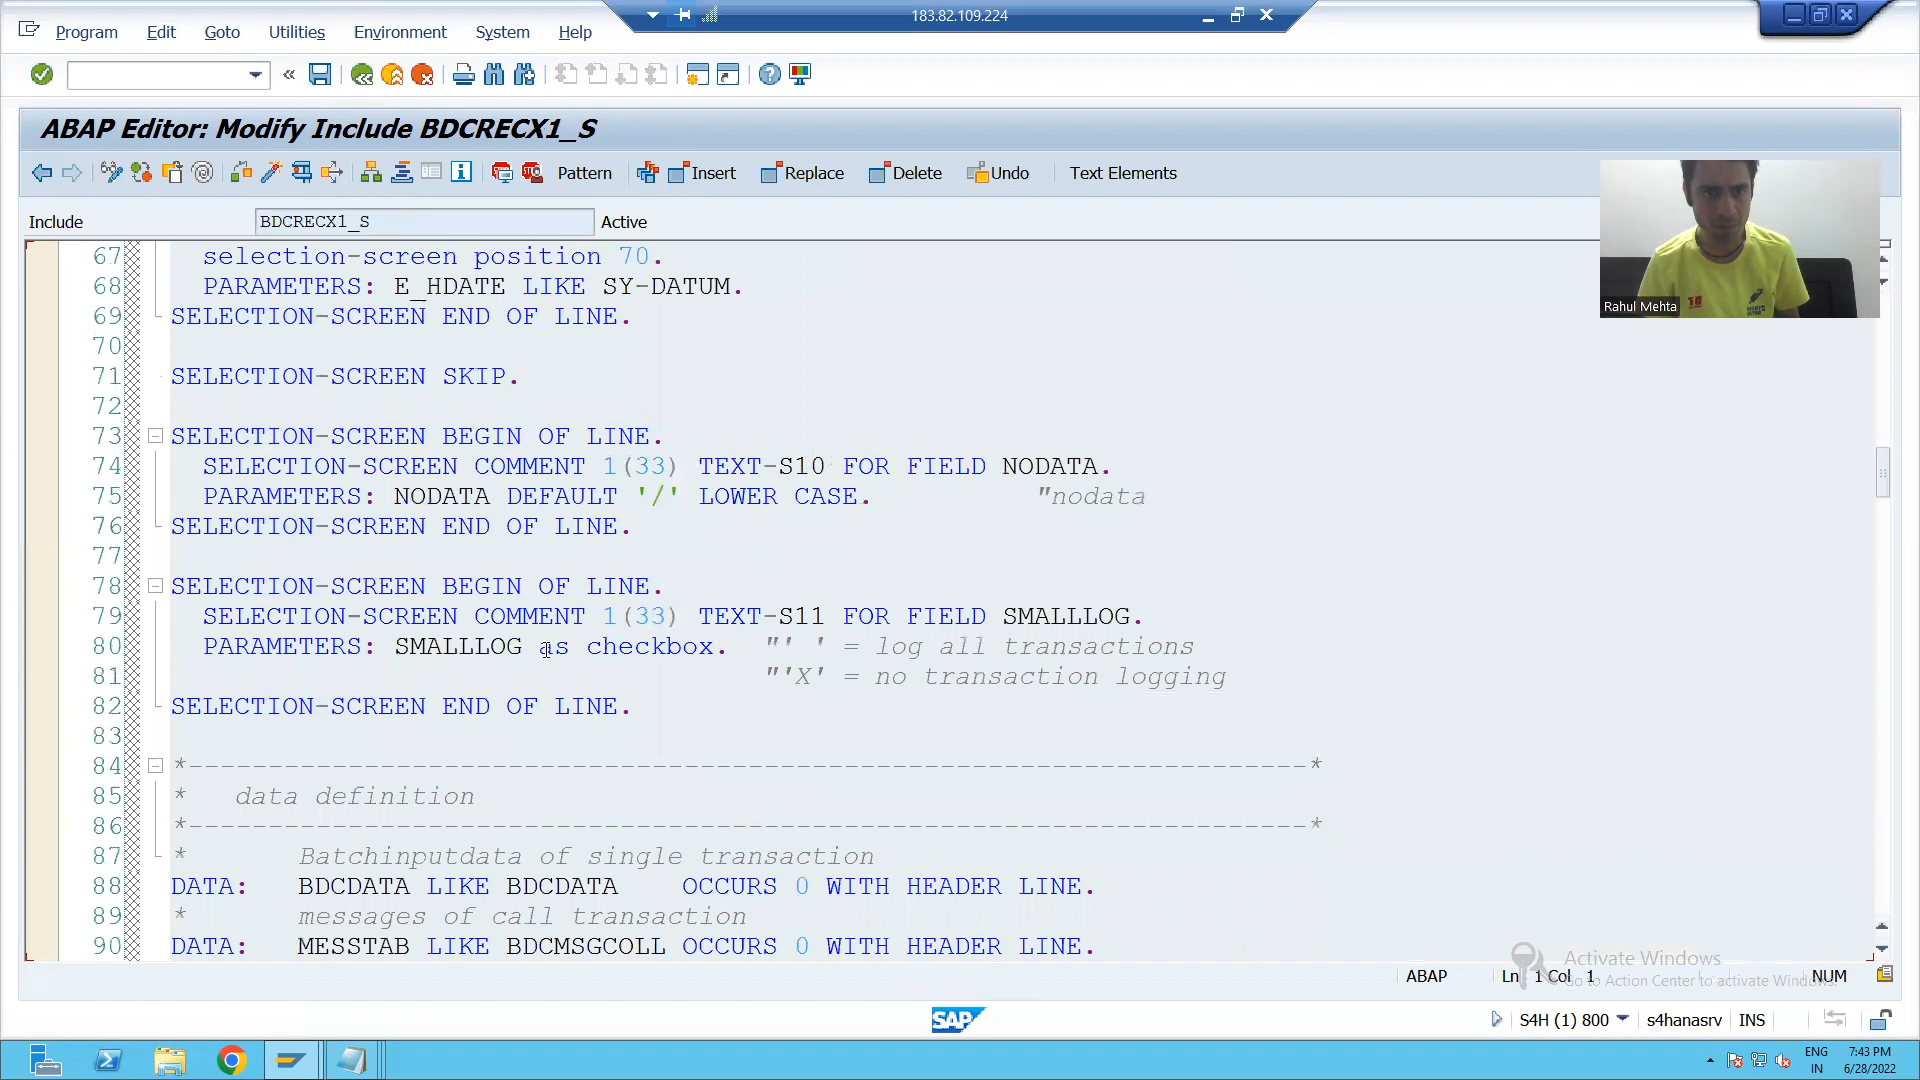 183.82.109.224
Program Edit Goto Utilities Environment System Help
ABAP Editor: Modify Include BDCRECX1_S
Pattern Insert Replace Delete Undo Text Elements
Include BDCRECX1_S Active
67 selection-screen position 70.
68 PARAMETERS: E_HDATE LIKE SY-DATUM.
69 SELECTION-SCREEN END OF LINE.
70
71 SELECTION-SCREEN SKIP.
72
73 SELECTION-SCREEN BEGIN OF LINE.
74 SELECTION-SCREEN COMMENT 1(33) TEXT-S10 FOR FIELD NODATA.
75 PARAMETERS: NODATA DEFAULT '/' LOWER CASE. "nodata
76 SELECTION-SCREEN END OF LINE.
77
78 SELECTION-SCREEN BEGIN OF LINE.
79 SELECTION-SCREEN COMMENT 1(33) TEXT-S11 FOR FIELD SMALLLOG.
80 PARAMETERS: SMALLLOG as checkbox. "' ' = log all transactions
81 "'X' = no transaction logging
82 SELECTION-SCREEN END OF LINE.
83
84 *----------------------------------------------------------------------*
85 * data definition
86 *----------------------------------------------------------------------*
87 * Batchinputdata of single transaction
88 DATA: BDCDATA LIKE BDCDATA OCCURS 0 WITH HEADER LINE.
89 * messages of call transaction
90 DATA: MESSTAB LIKE BDCMSGCOLL OCCURS 0 WITH HEADER LINE.
Rahul Mehta
Activate Windows
Go to Action Center to activate Windows.
ABAP Ln 1 Col 1 NUM
SAP
S4H (1) 800 s4hanasrv INS
ENG 7:43 PM
IN 6/28/2022